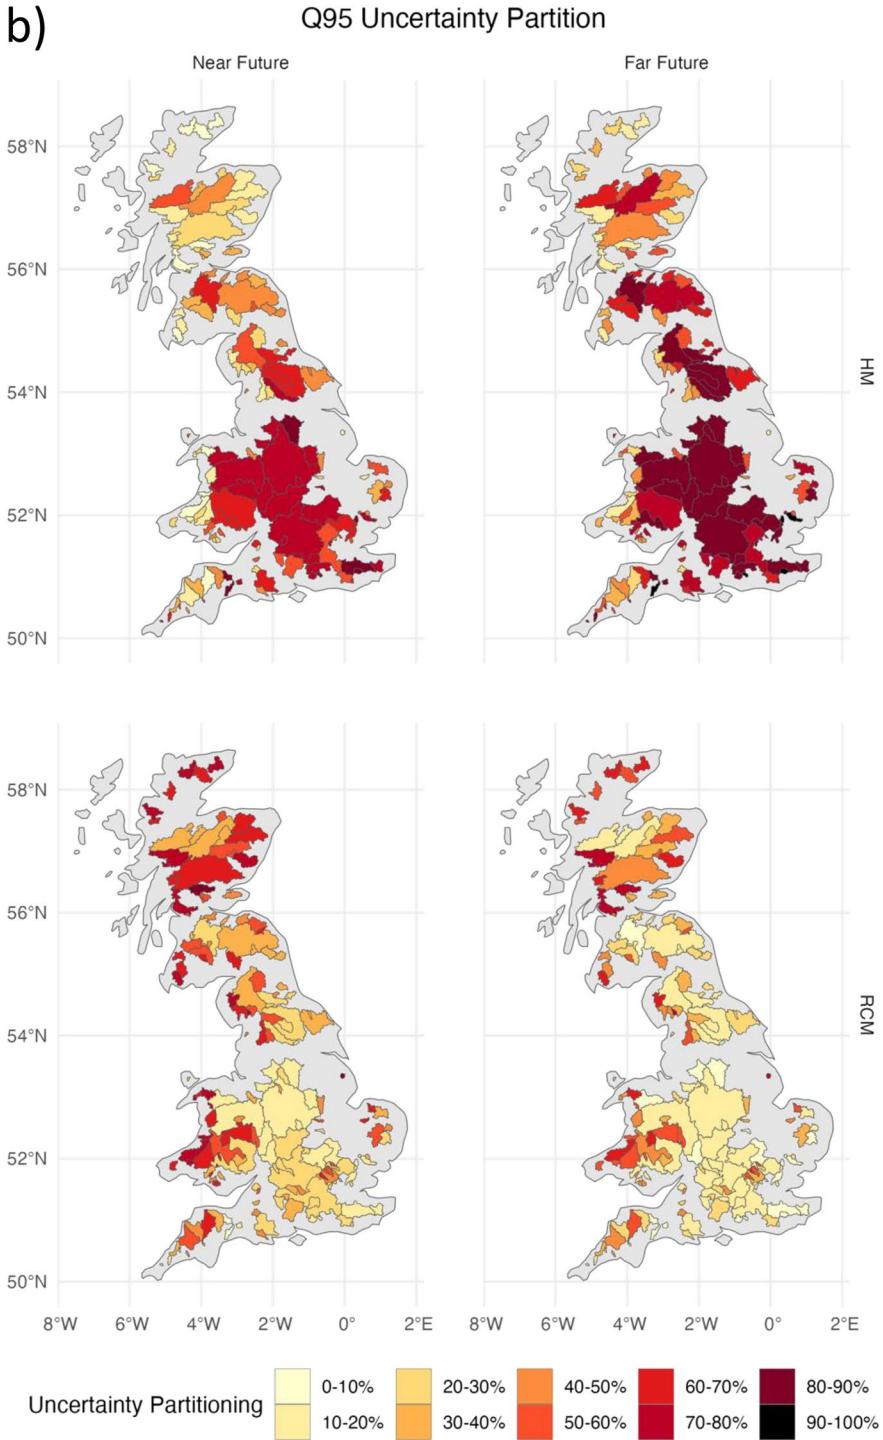 b)
Q95 Uncertainty Partition
Near Future
Far Future
58°N
56°N
54°N
52°N
50°N
HM
58°N
56°N
54°N
52°N
50°N
RCM
8°W 6°W 4°W 2°W 0° 2°E
8°W 6°W 4°W 2°W 0° 2°E
Uncertainty Partitioning
0-10% 20-30% 40-50% 60-70% 80-90%
10-20% 30-40% 50-60% 70-80% 90-100%